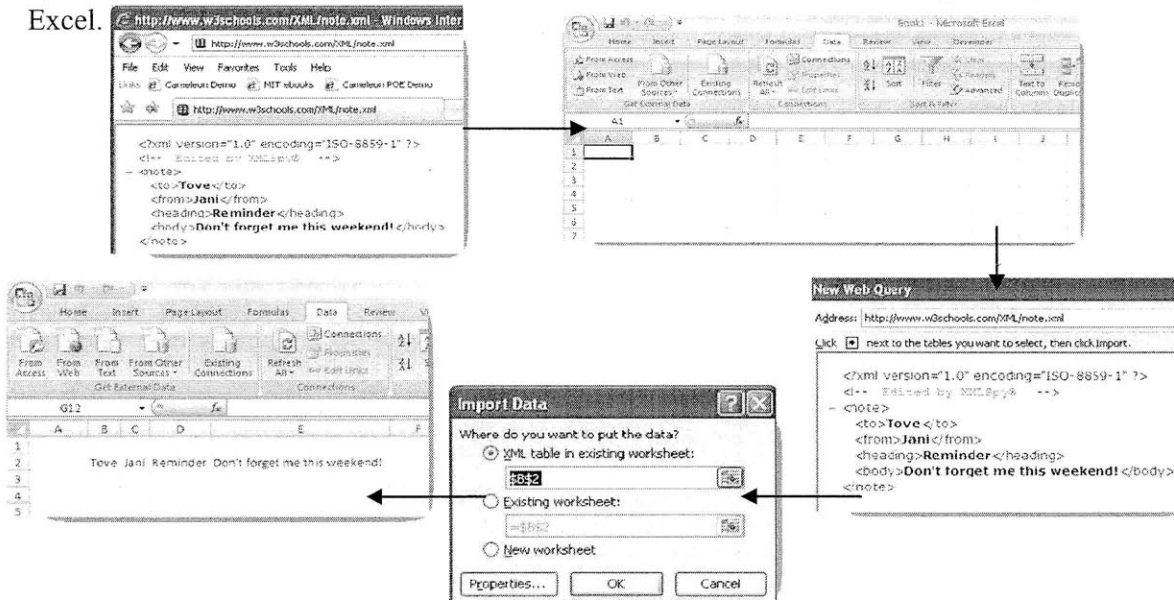 Excel.
http://www.w3schools.com/XML/note.xml - Windows Inter
http://www.w3schools.com/XML/note.xml
File Edit View Favorites Tools Help
Links Cameleon Demo MIT ebooks Cameleon POE Demo
http://www.w3schools.com/XML/note.xml
<?xml version="1.0" encoding="ISO-8859-1" ?>
<!-- Edited by XMLSpy® -->
- <note>
<to>Tove</to>
<from>Jani</from>
<heading>Reminder</heading>
<body>Don't forget me this weekend!</body>
</note>
Book1 - Microsoft Excel
Home Insert Page Layout Formulas Data Review View Developer
From Access
From Web
From Text
From Other Sources
Existing Connections
Refresh All
Connections
Properties
Edit Links
Sort
Filter
Clear
Reapply
Advanced
Text to Columns
Get External Data Connections Sort & Filter
A1 fx
A B C D E F G H I J
1
2
3
4
5
6
7
New Web Query
Address: http://www.w3schools.com/XML/note.xml
Click next to the tables you want to select, then click Import.
<?xml version="1.0" encoding="ISO-8859-1" ?>
<!-- Edited by XMLSpy® -->
- <note>
<to>Tove</to>
<from>Jani</from>
<heading>Reminder</heading>
<body>Don't forget me this weekend!</body>
</note>
Import Data
Where do you want to put the data?
XML table in existing worksheet:
$B$2
Existing worksheet:
=$B$2
New worksheet
Properties... OK Cancel
Home Insert Page Layout Formulas Data Review
From Access
From Web
From Text
From Other Sources
Existing Connections
Refresh All
Connections
Properties
Edit Links
Get External Data Connections
G12 fx
A B C D E F
1
2 Tove Jani Reminder Don't forget me this weekend!
3
4
5